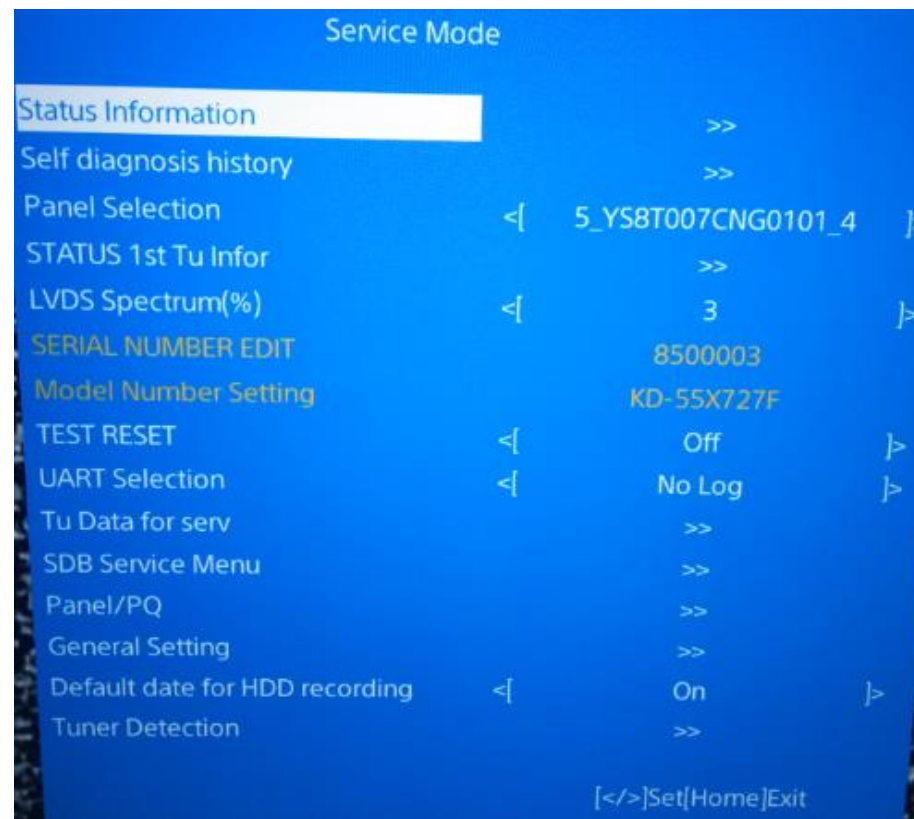 Service Mode
Status Information >>
Self diagnosis history >>
Panel Selection <[ 5_YS8T007CNG0101_4 ]>
STATUS 1st Tu Infor >>
LVDS Spectrum(%) <[ 3 ]>
SERIAL NUMBER EDIT 8500003
Model Number Setting KD-55X727F
TEST RESET <[ Off ]>
UART Selection <[ No Log ]>
Tu Data for serv >>
SDB Service Menu >>
Panel/PQ >>
General Setting >>
Default date for HDD recording <[ On ]>
Tuner Detection >>
[</>]Set[Home]Exit